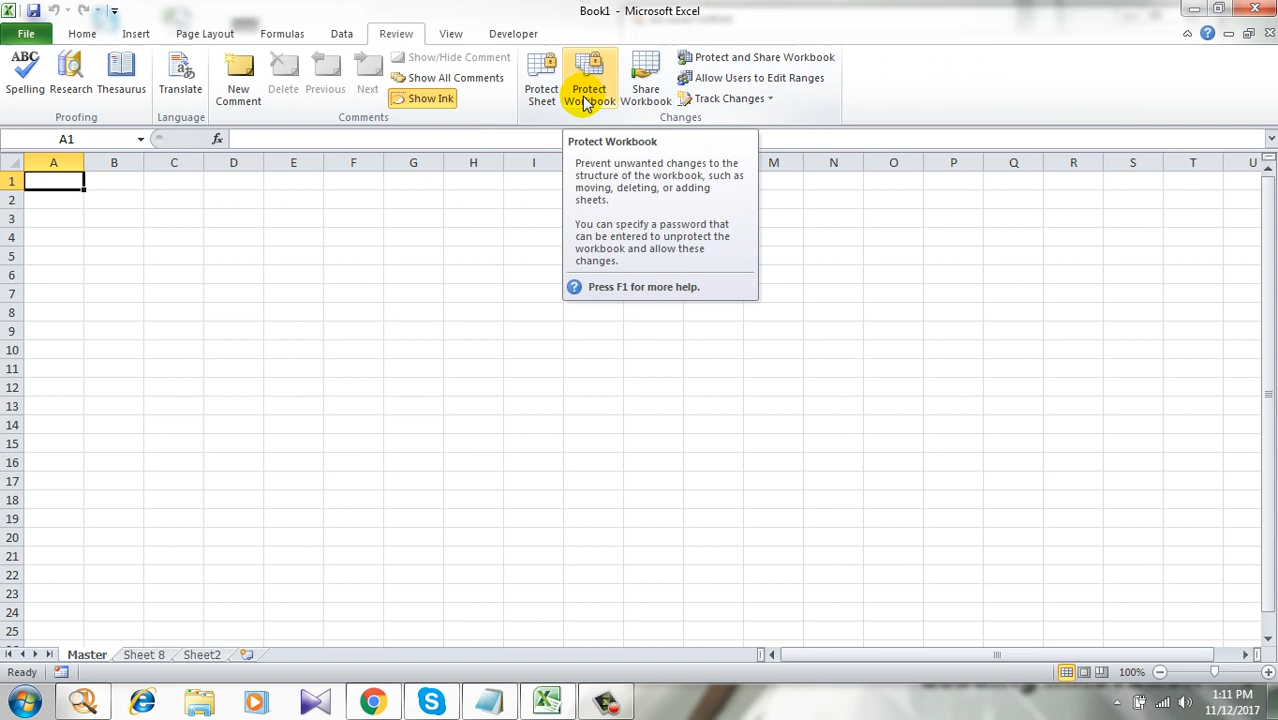 Book1 - Microsoft Excel
File Home Insert Page Layout Formulas Data Review View Developer
ABC
Spelling Research Thesaurus
Proofing
Translate
Language
New Comment
Delete Previous Next
Show/Hide Comment
Show All Comments
Show Ink
Comments
Protect Sheet
Protect Workbook
Share Workbook
Protect and Share Workbook
Allow Users to Edit Ranges
Track Changes
Changes
A1
fx
Protect Workbook
Prevent unwanted changes to the
structure of the workbook, such as
moving, deleting, or adding
sheets.
You can specify a password that
can be entered to unprotect the
workbook and allow these
changes.
Press F1 for more help.
A B C D E F G H I M N O P Q R S T U
1
2
3
4
5
6
7
8
9
10
11
12
13
14
15
16
17
18
19
20
21
22
23
24
25
Master Sheet 8 Sheet2
Ready
100%
1:11 PM
11/12/2017